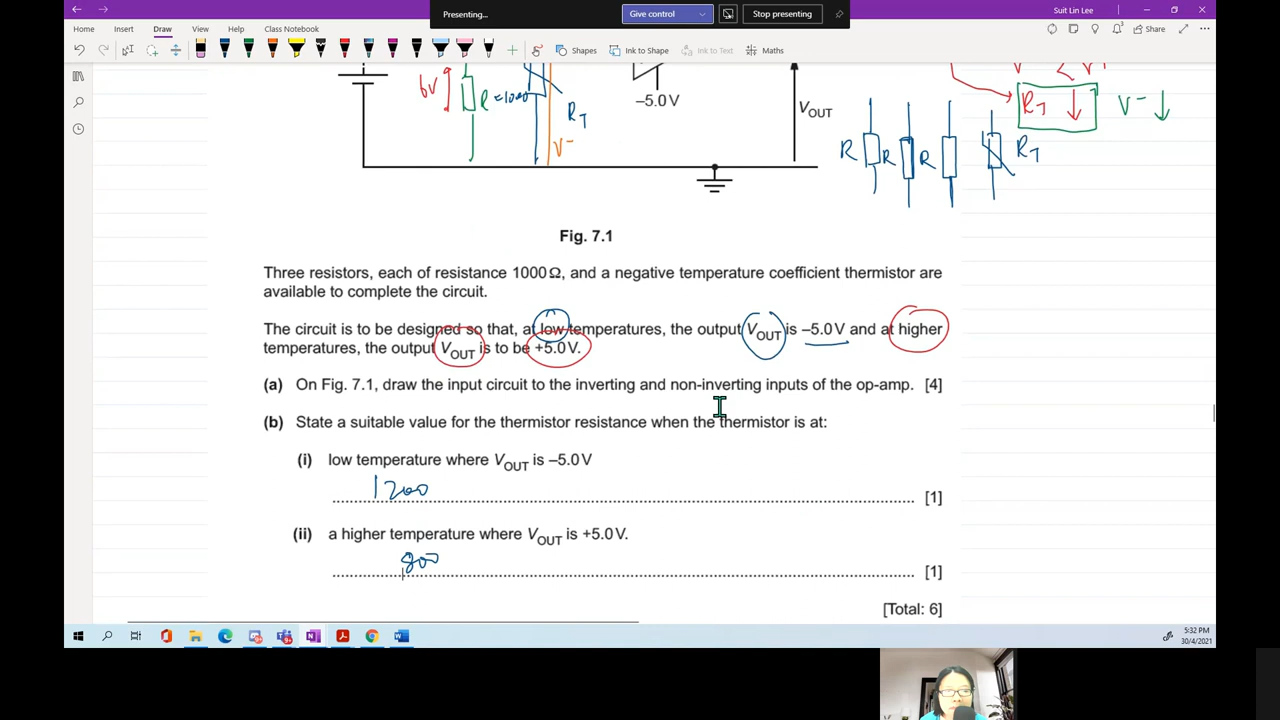 Presenting...
Give control
Stop presenting
Suit Lin Lee
Home Insert Draw View Help Class Notebook Share
Shapes Ink to Shape Ink to Text Maths
6V
R
RT
V-
–5.0V
VOUT
RT ↓ V- ↓
R R R RT
Fig. 7.1
Three resistors, each of resistance 1000 Ω, and a negative temperature coefficient thermistor are
available to complete the circuit.
The circuit is to be designed so that, at low temperatures, the output VOUT is –5.0V and at higher
temperatures, the output VOUT is to be +5.0V.
(a) On Fig. 7.1, draw the input circuit to the inverting and non-inverting inputs of the op-amp. [4]
(b) State a suitable value for the thermistor resistance when the thermistor is at:
(i) low temperature where VOUT is –5.0V
1200
[1]
(ii) a higher temperature where VOUT is +5.0V.
800
[1]
[Total: 6]
5:32 PM
30/4/2021